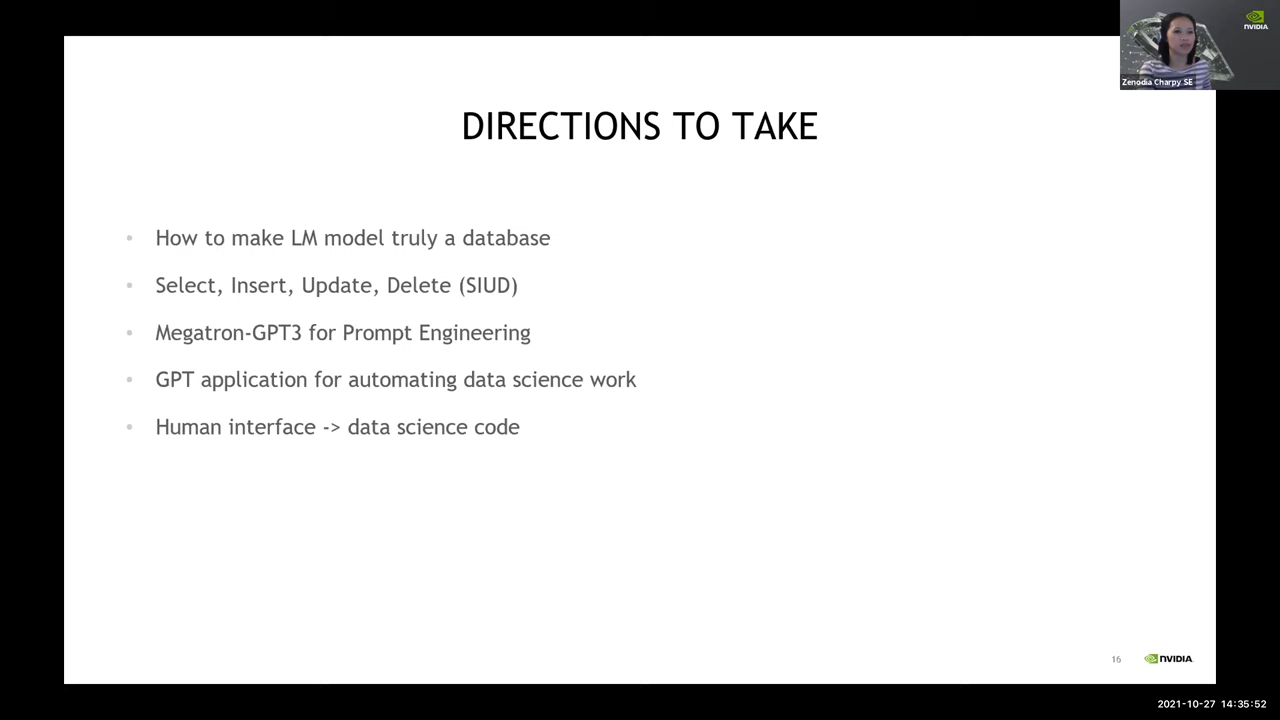 NVIDIA
Zenodia Charpy SE
DIRECTIONS TO TAKE
• How to make LM model truly a database
• Select, Insert, Update, Delete (SIUD)
• Megatron-GPT3 for Prompt Engineering
• GPT application for automating data science work
• Human interface -> data science code
16
NVIDIA
2021-10-27 14:35:52